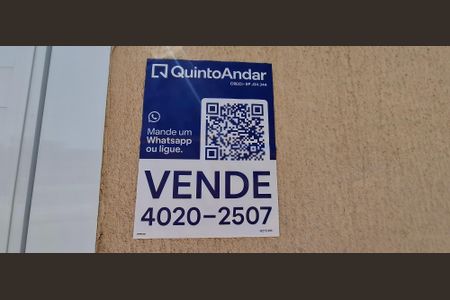 QuintoAndar
Mande um
Whatsapp
ou ligue.
VENDE
4020-2507